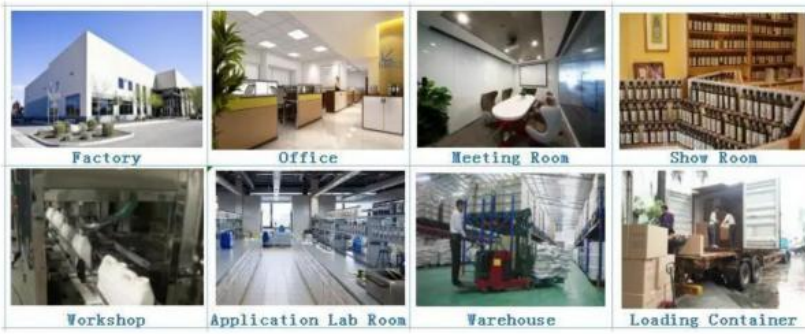 Factory
Office
Meeting Room
Show Room
Workshop
Application Lab Room
Warehouse
Loading Container